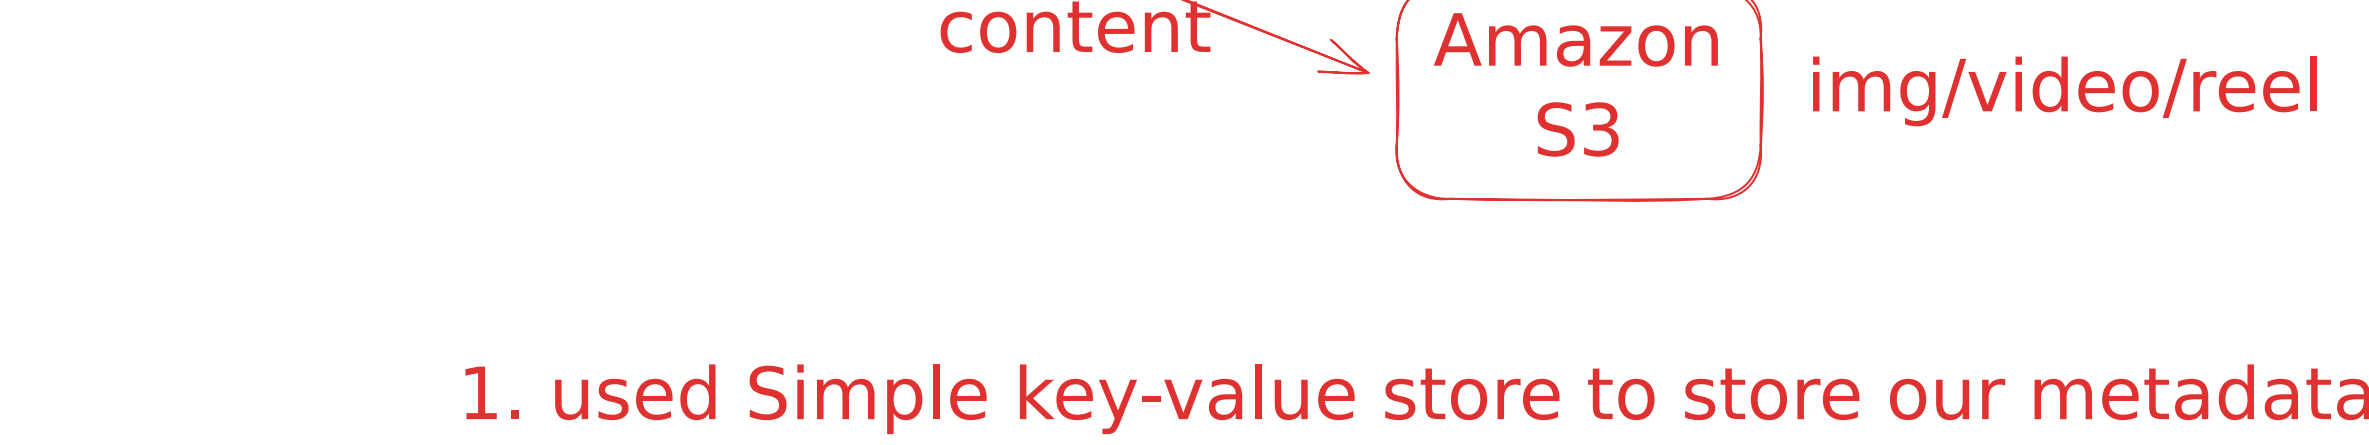 content
Amazon
S3
img/video/reel
1. used Simple key-value store to store our metadata